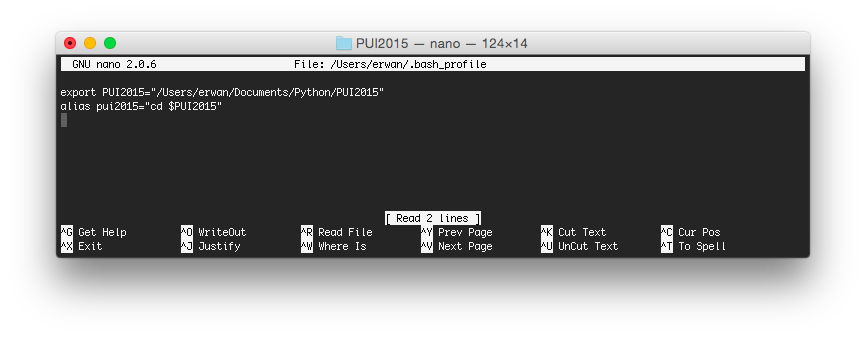 PUI2015 — nano — 124×14
GNU nano 2.0.6 File: /Users/erwan/.bash_profile
export PUI2015="/Users/erwan/Documents/Python/PUI2015"
alias pui2015="cd $PUI2015"
[ Read 2 lines ]
^G Get Help ^O WriteOut ^R Read File ^Y Prev Page ^K Cut Text ^C Cur Pos
^X Exit ^J Justify ^W Where Is ^V Next Page ^U UnCut Text ^T To Spell